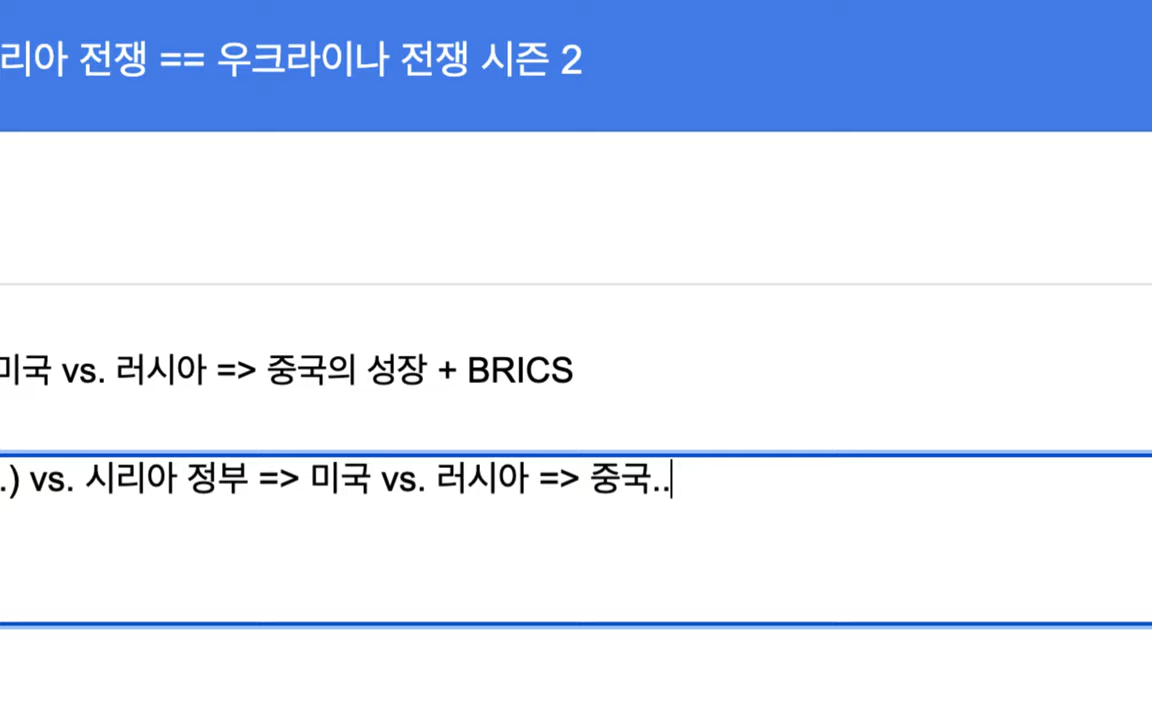 리아 전쟁 == 우크라이나 전쟁 시즌 2
미국 vs. 러시아 => 중국의 성장 + BRICS
.) vs. 시리아 정부 => 미국 vs. 러시아 => 중국..